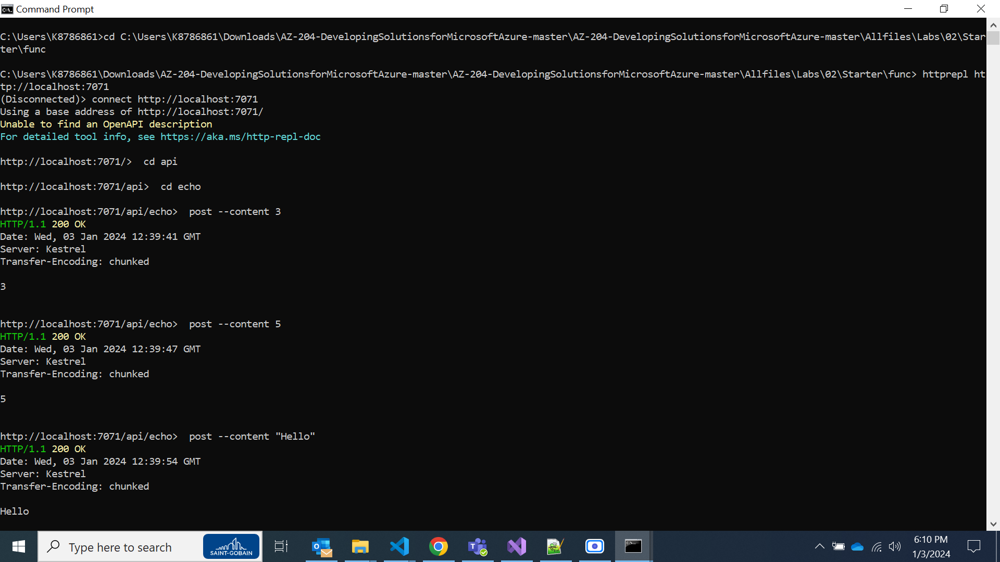 Command Prompt
C:\Users\K8786861>cd C:\Users\K8786861\Downloads\AZ-204-DevelopingSolutionsforMicrosoftAzure-master\AZ-204-DevelopingSolutionsforMicrosoftAzure-master\Allfiles\Labs\02\Star
ter\func
C:\Users\K8786861\Downloads\AZ-204-DevelopingSolutionsforMicrosoftAzure-master\AZ-204-DevelopingSolutionsforMicrosoftAzure-master\Allfiles\Labs\02\Starter\func> httprepl ht
tp://localhost:7071
(Disconnected)> connect http://localhost:7071
Using a base address of http://localhost:7071/
Unable to find an OpenAPI description
For detailed tool info, see https://aka.ms/http-repl-doc
http://localhost:7071/>  cd api
http://localhost:7071/api>  cd echo
http://localhost:7071/api/echo>  post --content 3
HTTP/1.1 200 OK
Date: Wed, 03 Jan 2024 12:39:41 GMT
Server: Kestrel
Transfer-Encoding: chunked
3
http://localhost:7071/api/echo>  post --content 5
HTTP/1.1 200 OK
Date: Wed, 03 Jan 2024 12:39:47 GMT
Server: Kestrel
Transfer-Encoding: chunked
5
http://localhost:7071/api/echo>  post --content "Hello"
HTTP/1.1 200 OK
Date: Wed, 03 Jan 2024 12:39:54 GMT
Server: Kestrel
Transfer-Encoding: chunked
Hello
Type here to search
SAINT-GOBAIN
6:10 PM
1/3/2024